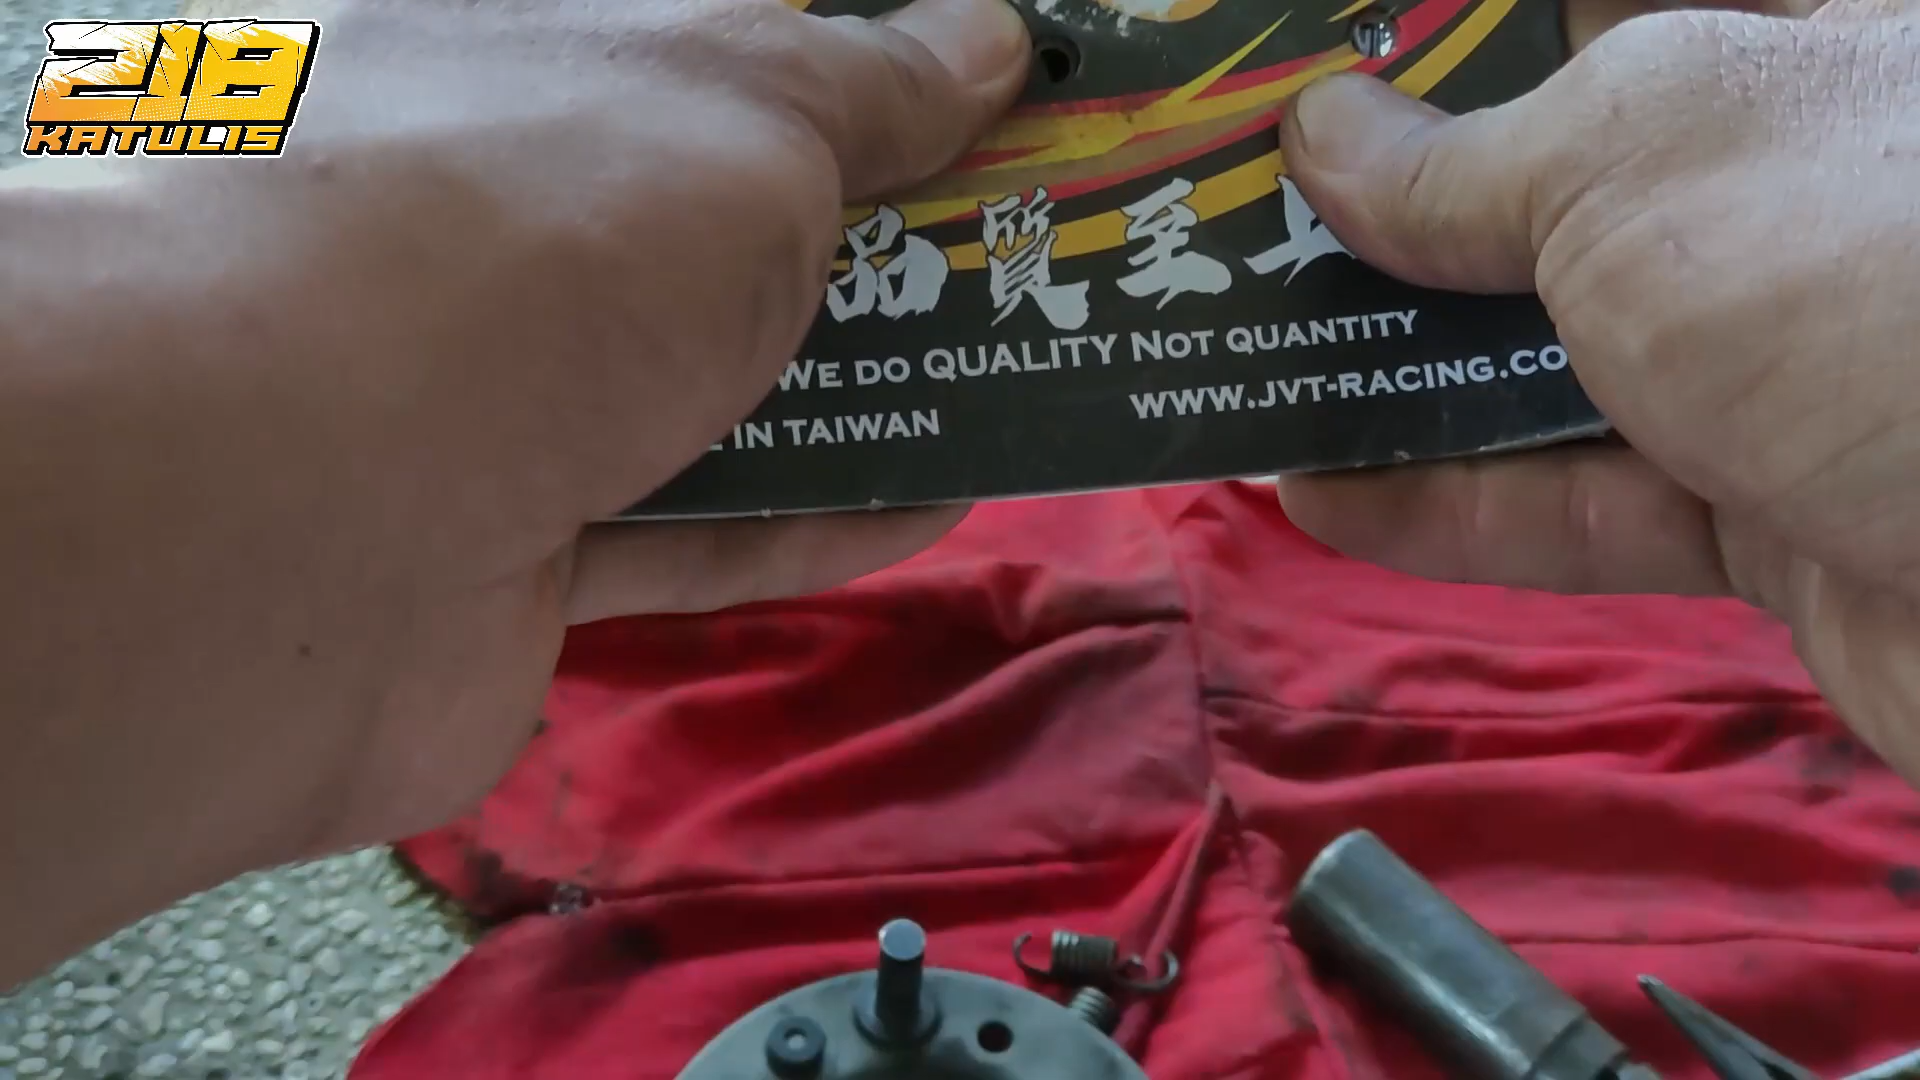 218
KATULIS
品質至上
WE DO QUALITY NOT QUANTITY
WWW.JVT-RACING.CO
IN TAIWAN